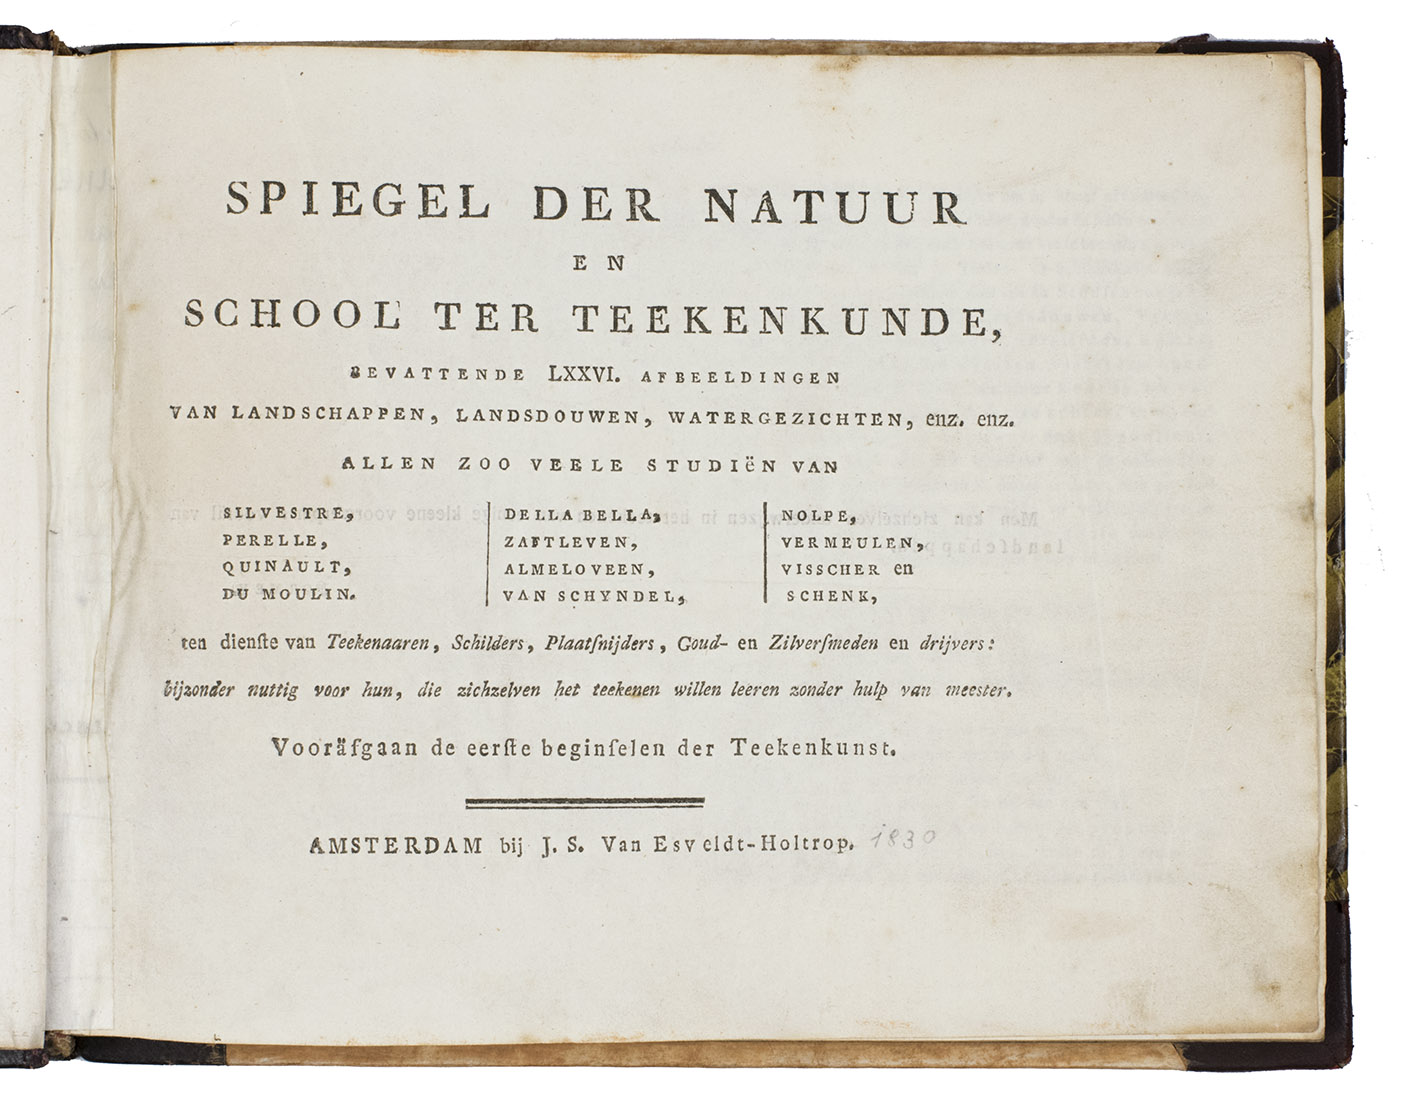 SPIEGEL DER NATUUR
EN
SCHOOL TER TEEKENKUNDE,
BEVATTENDE LXXVI. AFBEELDINGEN
VAN LANDSCHAPPEN, LANDSDOUWEN, WATERGEZICHTEN, enz. enz.
ALLEN ZOO VEELE STUDIëN VAN
SILVESTRE,
PERELLE,
QUINAULT,
DU MOULIN.
DELLA BELLA,
ZAFTLEVEN,
ALMELOVEEN,
VAN SCHYNDEL,
NOLPE,
VERMEULEN,
VISSCHER en
SCHENK,
ten dienſte van Teekenaaren, Schilders, Plaatſnijders, Goud- en Zilverſmeden en drijvers:
bijzonder nuttig voor hun, die zichzelven het teekenen willen leeren zonder hulp van meester.
Vooräfgaan de eerſte beginſelen der Teekenkunst.
AMSTERDAM bij J. S. Van Esveldt-Holtrop. 1830